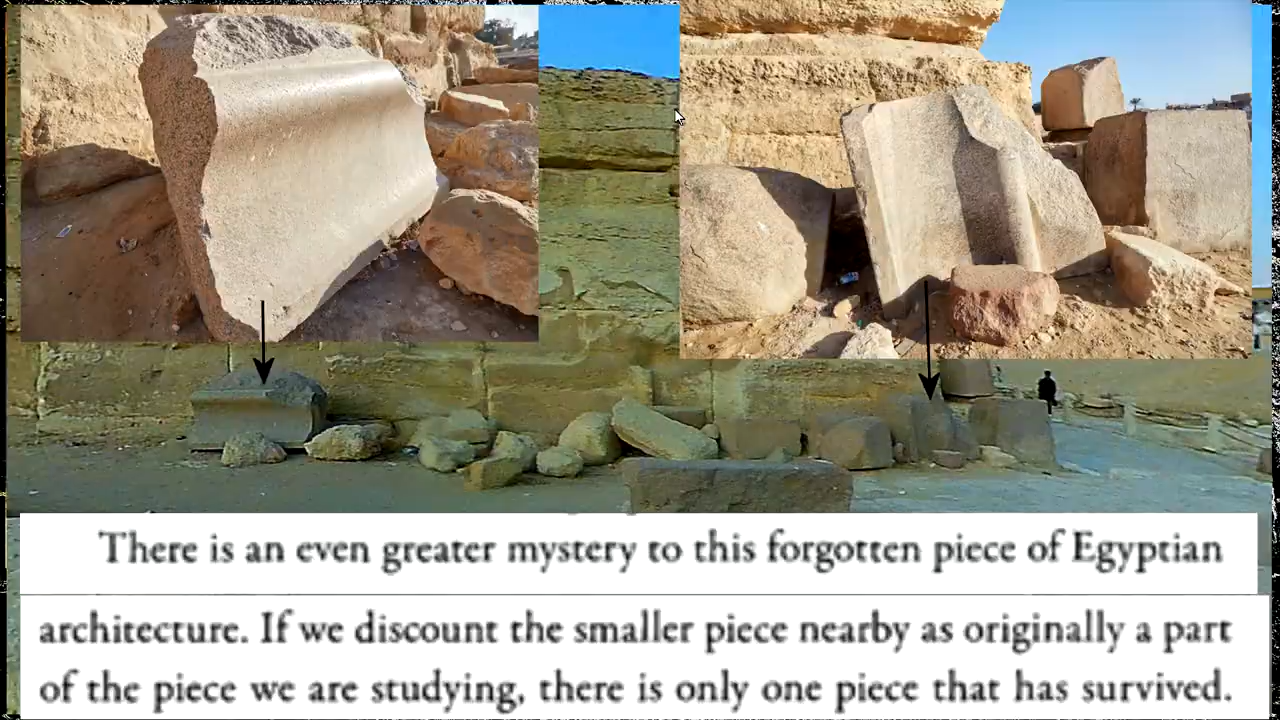 There is an even greater mystery to this forgotten piece of Egyptian
architecture. If we discount the smaller piece nearby as originally a part
of the piece we are studying, there is only one piece that has survived.